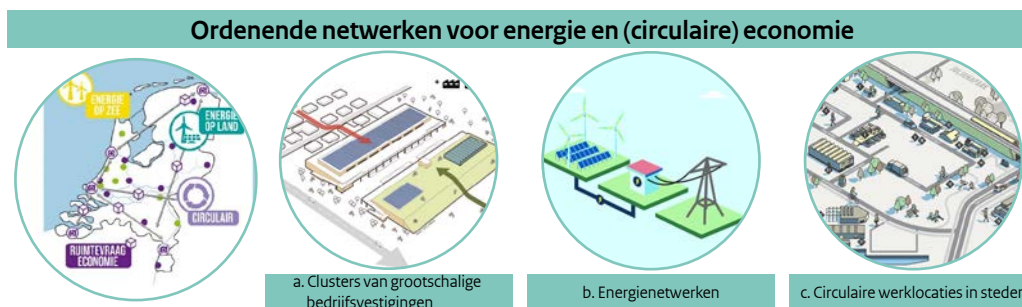 Ordenende netwerken voor energie en (circulaire) economie
ENERGIE
OP ZEE
ENERGIE
OP LAND
CIRCULAIR
RUIMTEVRAAG
ECONOMIE
a. Clusters van grootschalige
bedrijfsvestigingen
b. Energienetwerken
c. Circulaire werklocaties in steden